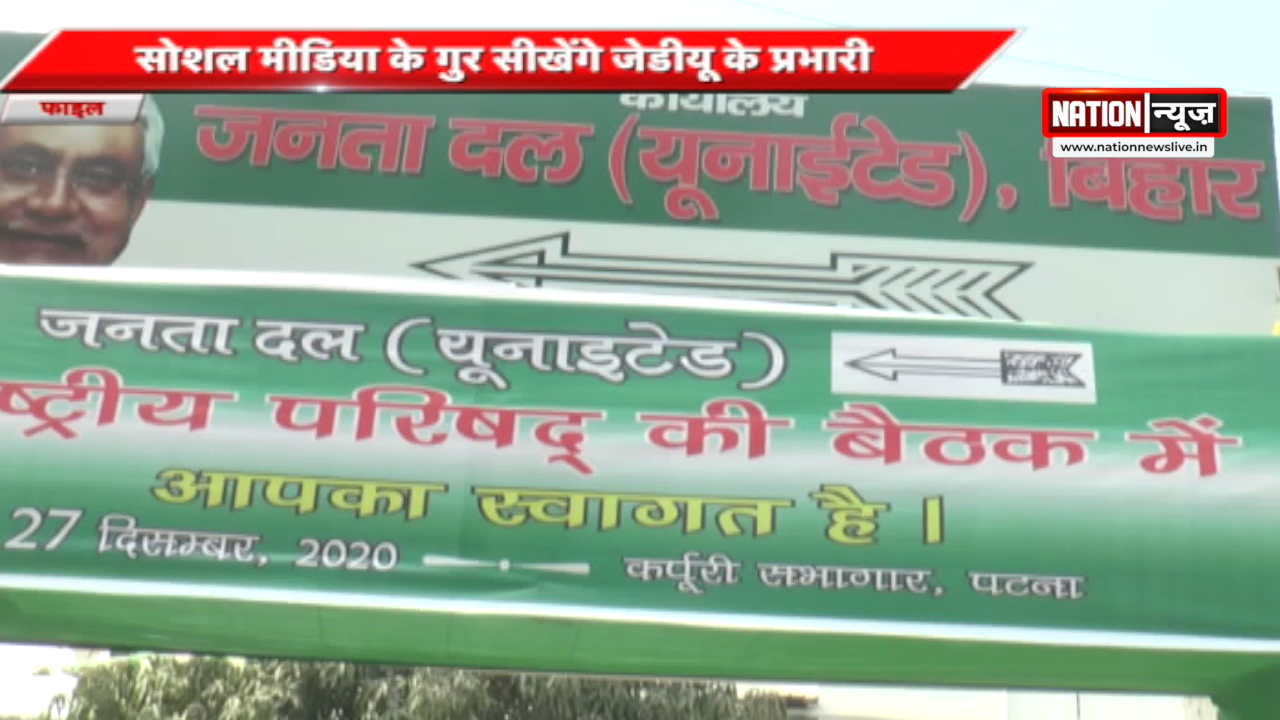 सोशल मीडिया के गुर सीखेंगे जेडीयू के प्रभारी
फाइल
NATION न्यूज़
www.nationnewslive.in
कार्यालय
जनता दल (यूनाईटेड), बिहार
जनता दल (यूनाइटेड)
ष्ट्रीय परिषद् की बैठक में
आपका स्वागत है।
27 दिसम्बर, 2020 कर्पूरी सभागार, पटना